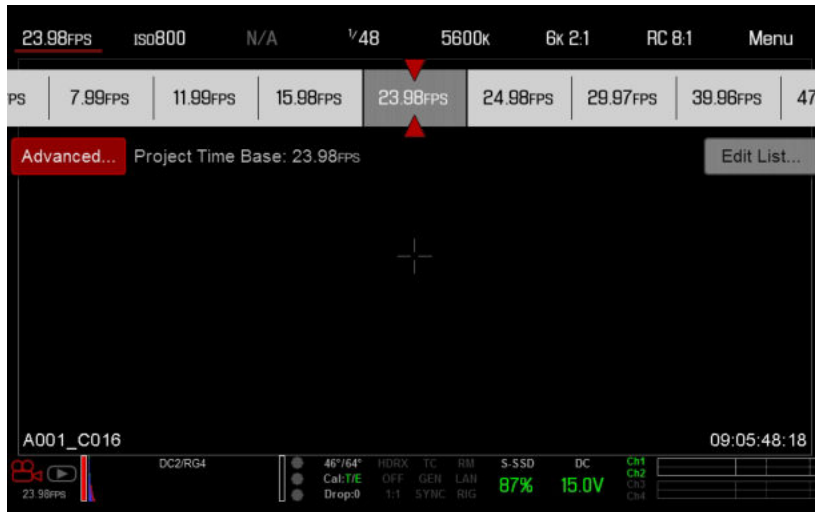 23.98FPS ISO800 N/A 1/48 5600K 6K 2:1 RC 8:1 Menu
PS 7.99FPS 11.99FPS 15.98FPS 23.98FPS 24.98FPS 29.97FPS 39.96FPS 47
Advanced... Project Time Base: 23.98FPS Edit List...
A001_C016 09:05:48:18
DC2/RG4 46°/64° HDRX TC RM S-SSD DC Ch1
Cal:T/E OFF GEN LAN 87% 15.0V Ch2
23.98FPS Drop:0 1:1 SYNC RIG Ch3
Ch4